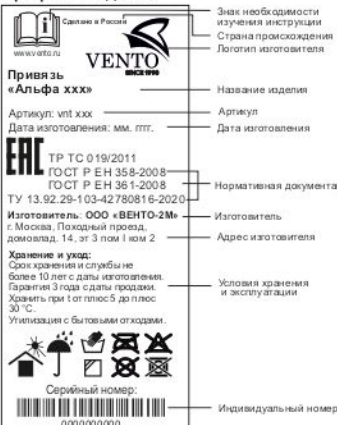 Знак необходимости
изучения инструкции
Сделано в России
Страна происхождения
Логотип изготовителя
www.vento.ru
VENTO
SINCE 1990
Привязь
«Альфа xxx»
Название изделия
Артикул: vnt xxx
Артикул
Дата изготовления: мм. гггг.
Дата изготовления
EAC
ТР ТС 019/2011
ГОСТ Р ЕН 358-2008
ГОСТ Р ЕН 361-2008
Нормативная документа
ТУ 13.92.29-103-42780816-2020
Изготовитель: ООО «ВЕНТО-2М»
Изготовитель
г. Москва, Походный проезд,
домовлад. 14, эт 3 пом I ком 2
Адрес изготовителя
Хранение и уход:
Срок хранения и службы не
более 10 лет с даты изготовления.
Гарантия 3 года с даты продажи.
Хранить при t от плюс 5 до плюс
30 °C.
Утилизация с бытовыми отходами.
Условия хранения
и эксплуатации
Серийный номер:
Индивидуальный номер
0000000000